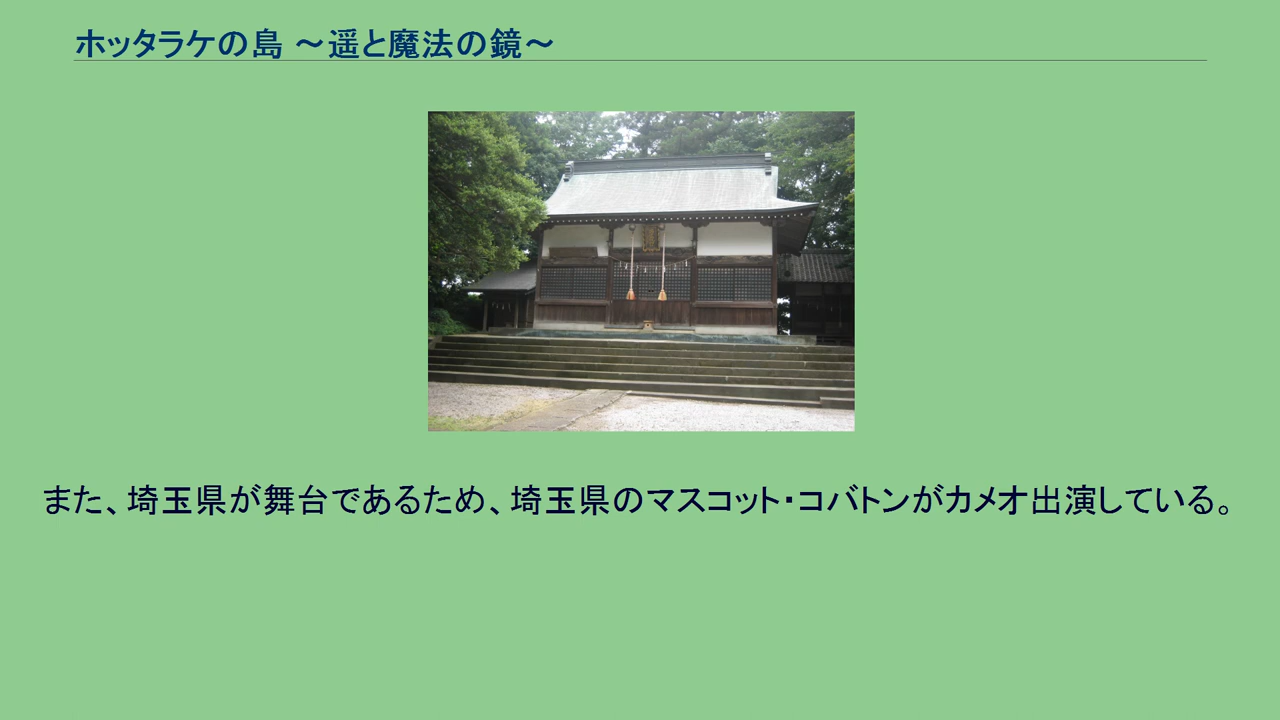 ホッタラケの島 ～遥と魔法の鏡～
また、埼玉県が舞台であるため、埼玉県のマスコット・コバトンがカメオ出演している。